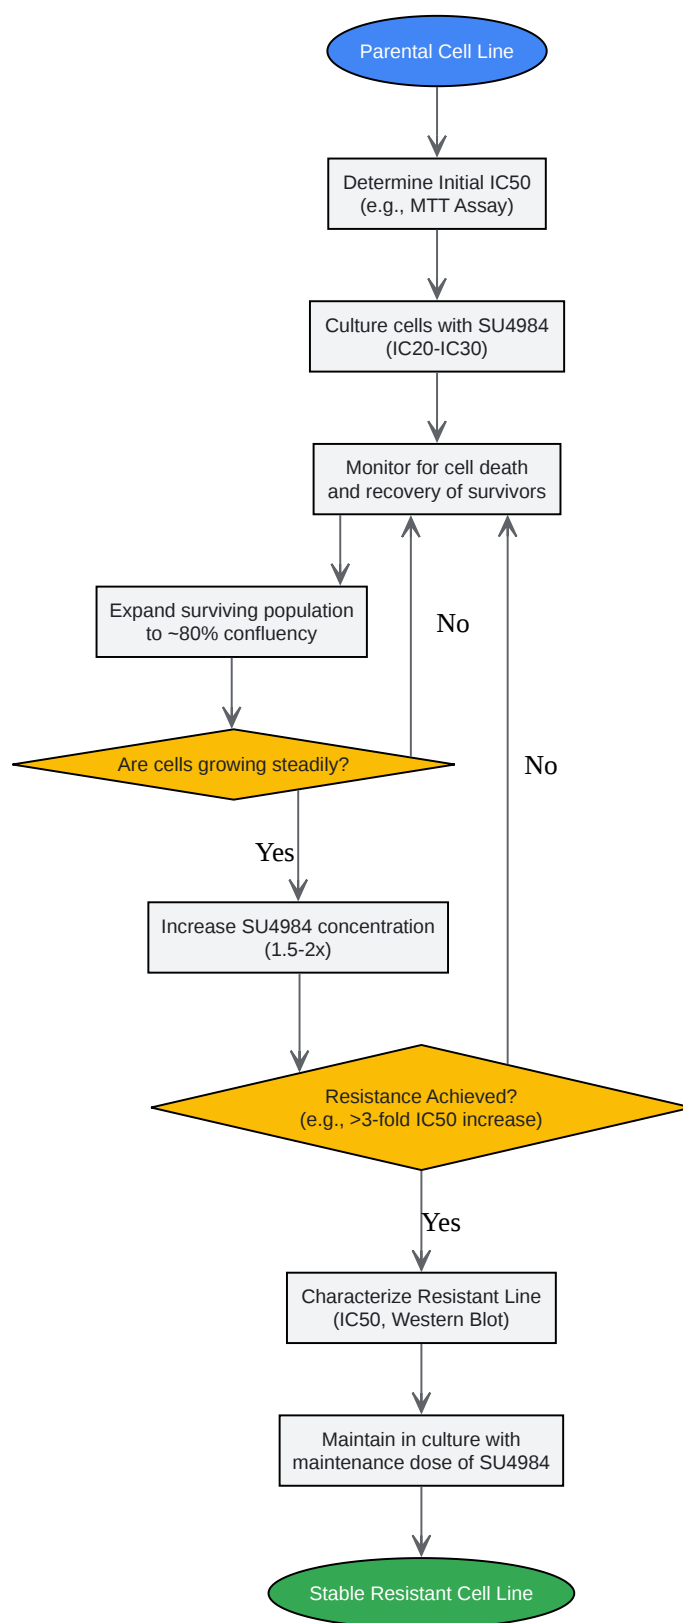 Parental Cell Line
Determine Initial IC50
(e.g., MTT Assay)
Culture cells with SU4984
(IC20-IC30)
Monitor for cell death
and recovery of survivors
Expand surviving population
to ~80% confluency
No
Are cells growing steadily?
No
Yes
Increase SU4984 concentration
(1.5-2x)
Resistance Achieved?
(e.g., >3-fold IC50 increase)
Yes
Characterize Resistant Line
(IC50, Western Blot)
Maintain in culture with
maintenance dose of SU4984
Stable Resistant Cell Line